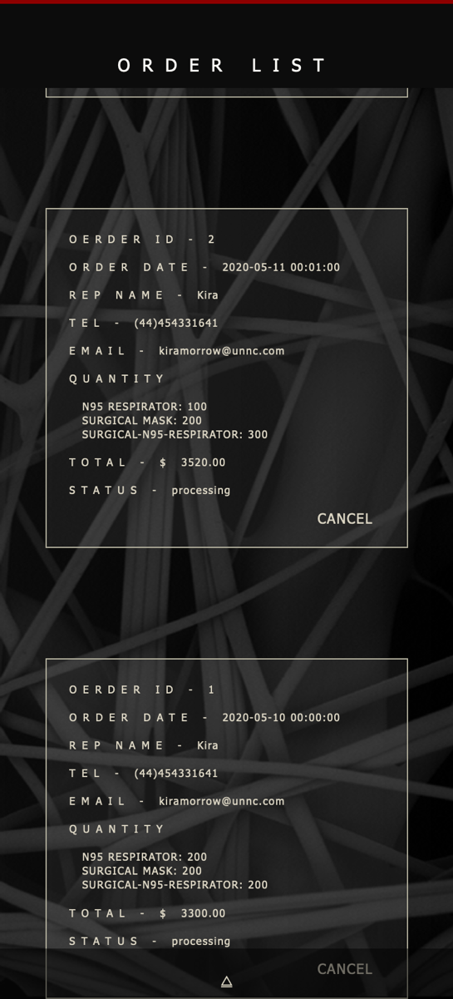 ORDER LIST
OERDER ID - 2
ORDER DATE - 2020-05-11 00:01:00
REP NAME - Kira
TEL - (44)454331641
EMAIL - kiramorrow@unnc.com
QUANTITY
N95 RESPIRATOR: 100
SURGICAL MASK: 200
SURGICAL-N95-RESPIRATOR: 300
TOTAL - $ 3520.00
STATUS - processing
CANCEL
OERDER ID - 1
ORDER DATE - 2020-05-10 00:00:00
REP NAME - Kira
TEL - (44)454331641
EMAIL - kiramorrow@unnc.com
QUANTITY
N95 RESPIRATOR: 200
SURGICAL MASK: 200
SURGICAL-N95-RESPIRATOR: 200
TOTAL - $ 3300.00
STATUS - processing
CANCEL